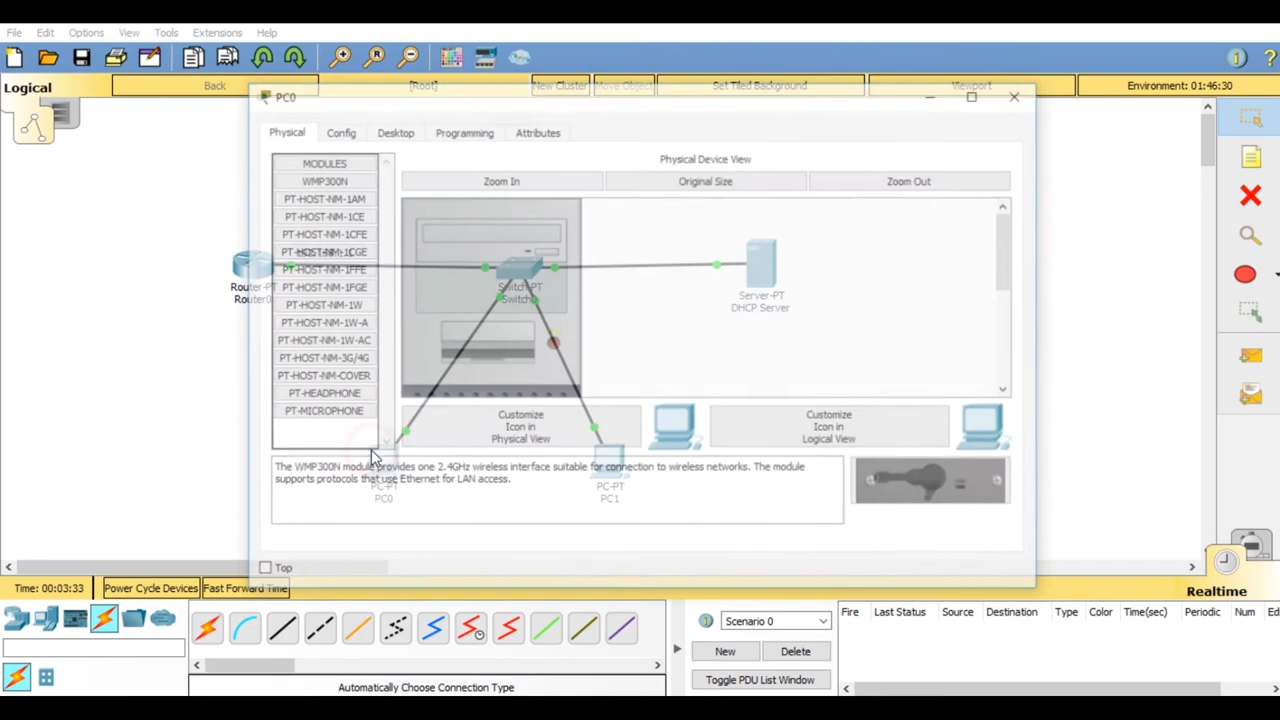 File Edit Options View Tools Extensions Help
Logical Back [Root] New Cluster Move Object Set Tiled Background Viewport Environment: 01:46:30
PC0
Physical Config Desktop Programming Attributes
MODULES
WMP300N
PT-HOST-NM-1AM
PT-HOST-NM-1CE
PT-HOST-NM-1CFE
PT-HOST-NM-1CGE
PT-HOST-NM-1FFE
PT-HOST-NM-1FGE
PT-HOST-NM-1W
PT-HOST-NM-1W-A
PT-HOST-NM-1W-AC
PT-HOST-NM-3G/4G
PT-HOST-NM-COVER
PT-HEADPHONE
PT-MICROPHONE
Physical Device View
Zoom In Original Size Zoom Out
Router-PT
Router0
Switch-PT
Switch0
Server-PT
DHCP Server
Customize
Icon in
Physical View
Customize
Icon in
Logical View
The WMP300N module provides one 2.4GHz wireless interface suitable for connection to wireless networks. The module
supports protocols that use Ethernet for LAN access.
PC-PT
PC0
PC-PT
PC1
Top
Time: 00:03:33 Power Cycle Devices Fast Forward Time Realtime
Scenario 0
New Delete
Toggle PDU List Window
Fire Last Status Source Destination Type Color Time(sec) Periodic Num Ed
Automatically Choose Connection Type